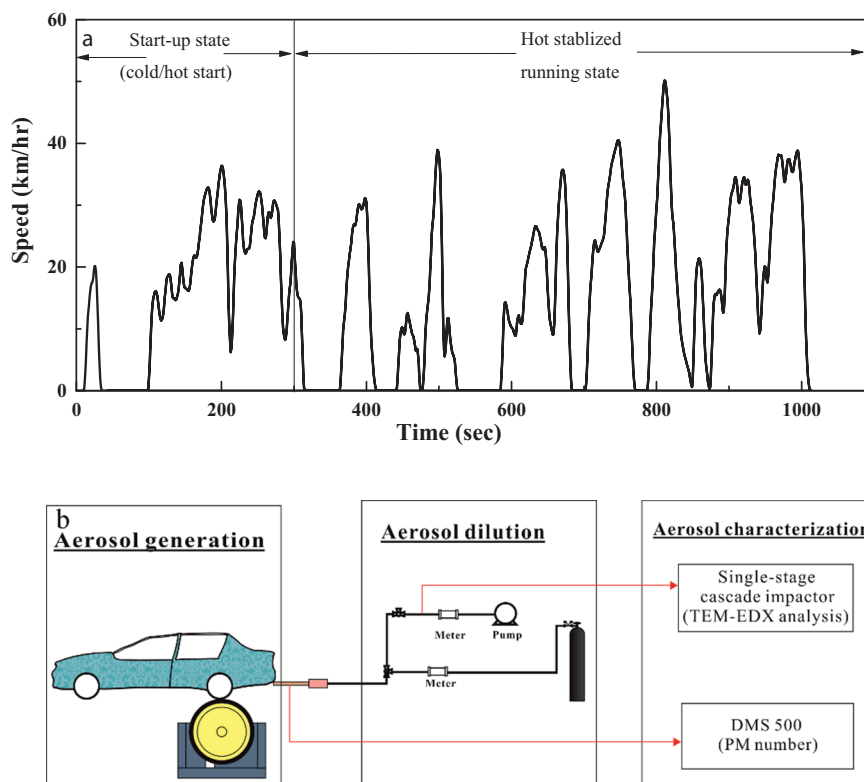 a
Start-up state
(cold/hot start)
Hot stablized
running state
Speed (km/hr)
60
40
20
0
0
200
400
600
800
1000
Time (sec)
b
Aerosol generation
Aerosol dilution
Aerosol characterization
Meter
Pump
Meter
Single-stage
cascade impactor
(TEM-EDX analysis)
DMS 500
(PM number)